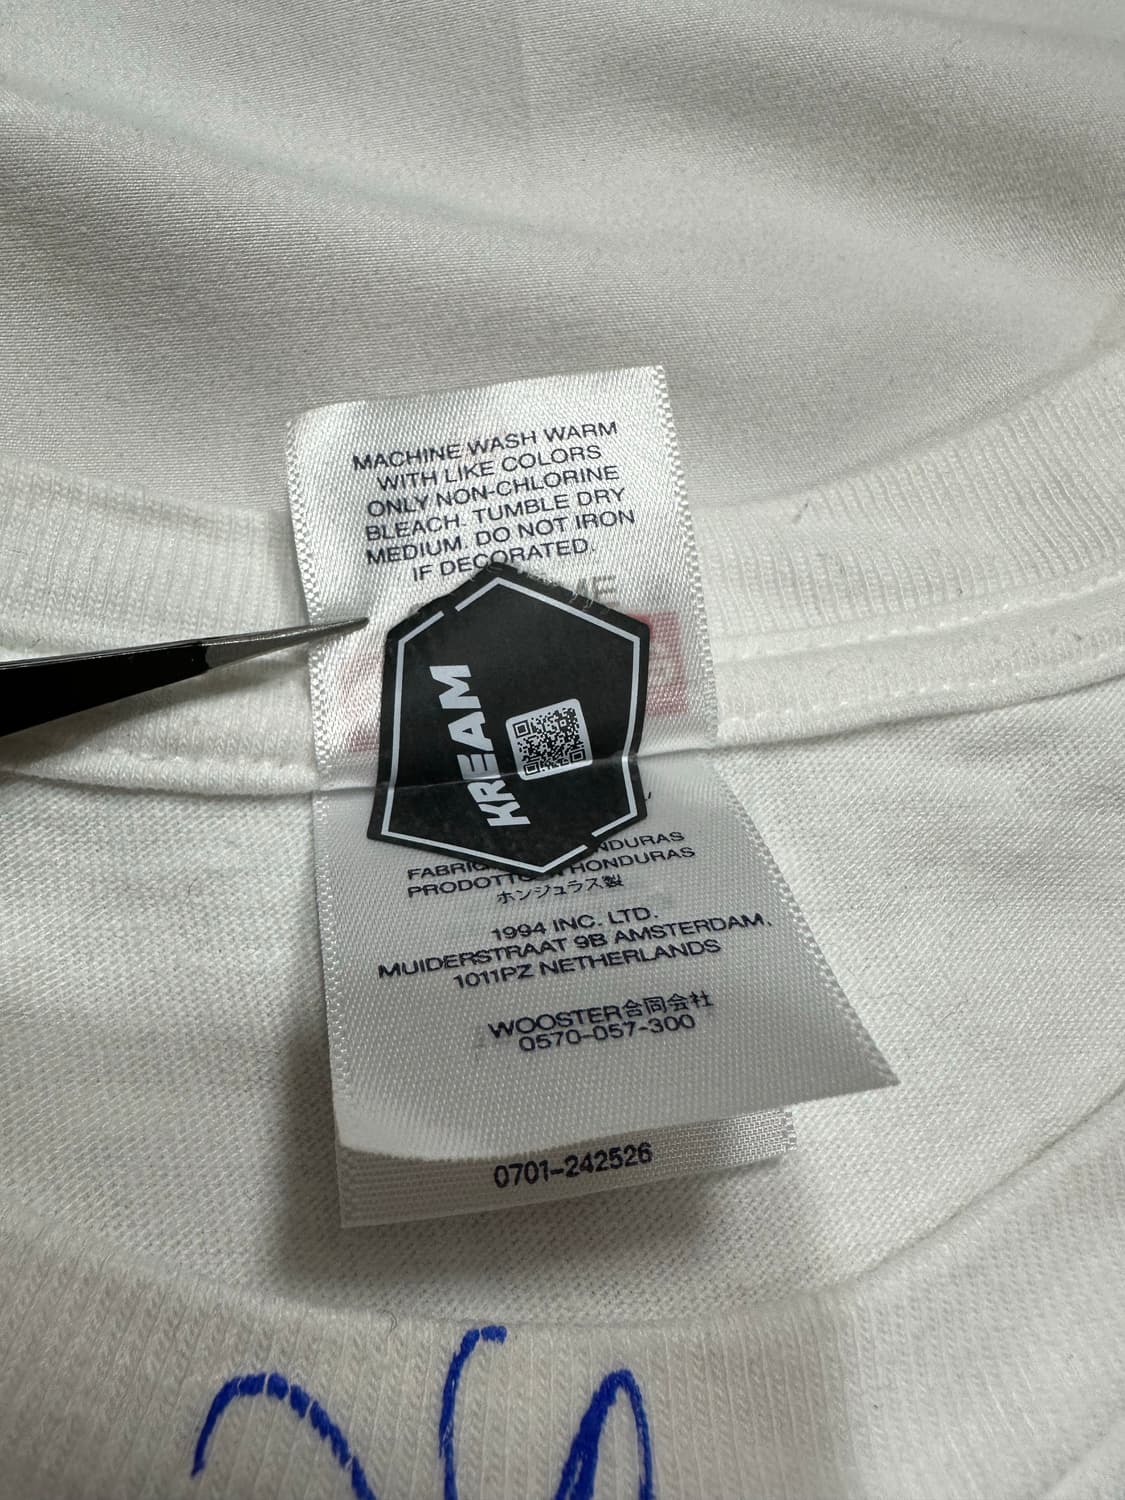 MACHINE WASH WARM
WITH LIKE COLORS
ONLY NON-CHLORINE
BLEACH. TUMBLE DRY
MEDIUM. DO NOT IRON
IF DECORATED.
KREAM
HONDURAS
ホンジュラス製
1994 INC. LTD.
MUIDERSTRAAT 9B AMSTERDAM,
1011PZ NETHERLANDS
WOOSTER合同会社
0570-057-300
0701-242526